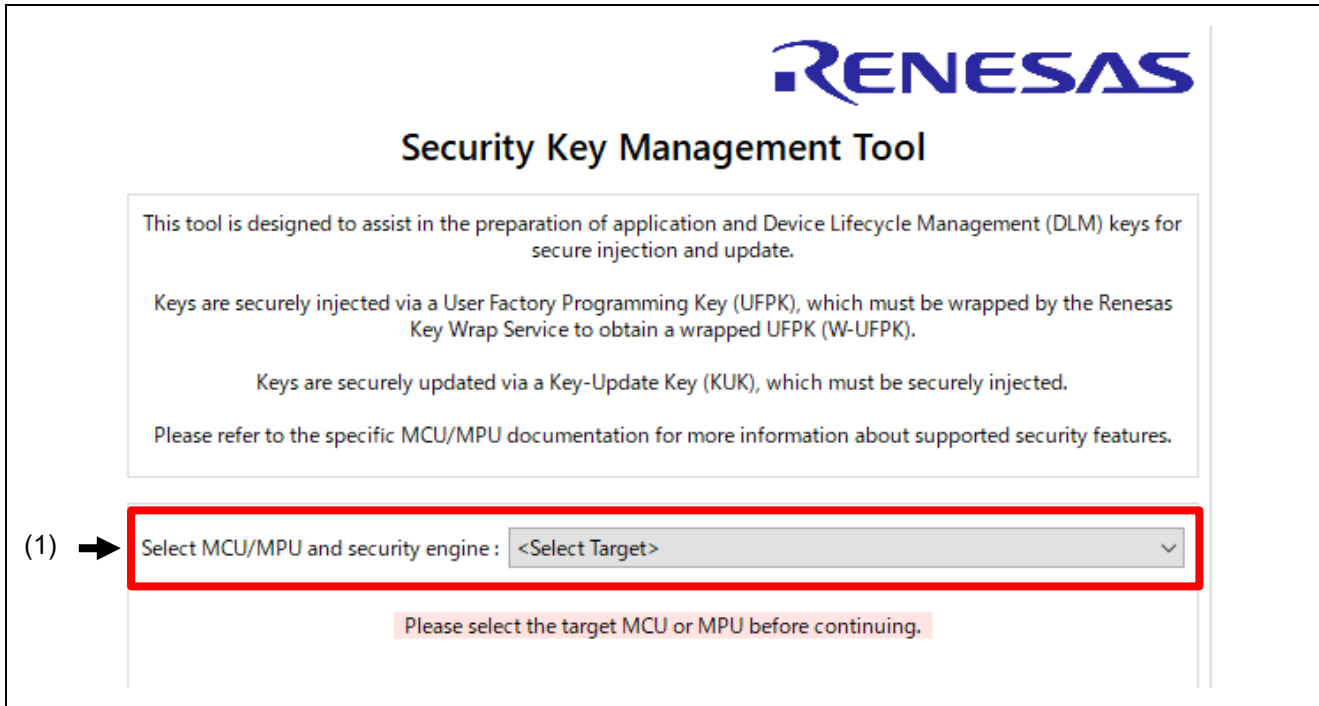 RENESAS
Security Key Management Tool
This tool is designed to assist in the preparation of application and Device Lifecycle Management (DLM) keys for
secure injection and update.
Keys are securely injected via a User Factory Programming Key (UFPK), which must be wrapped by the Renesas
Key Wrap Service to obtain a wrapped UFPK (W-UFPK).
Keys are securely updated via a Key-Update Key (KUK), which must be securely injected.
Please refer to the specific MCU/MPU documentation for more information about supported security features.
(1) Select MCU/MPU and security engine : <Select Target>
Please select the target MCU or MPU before continuing.